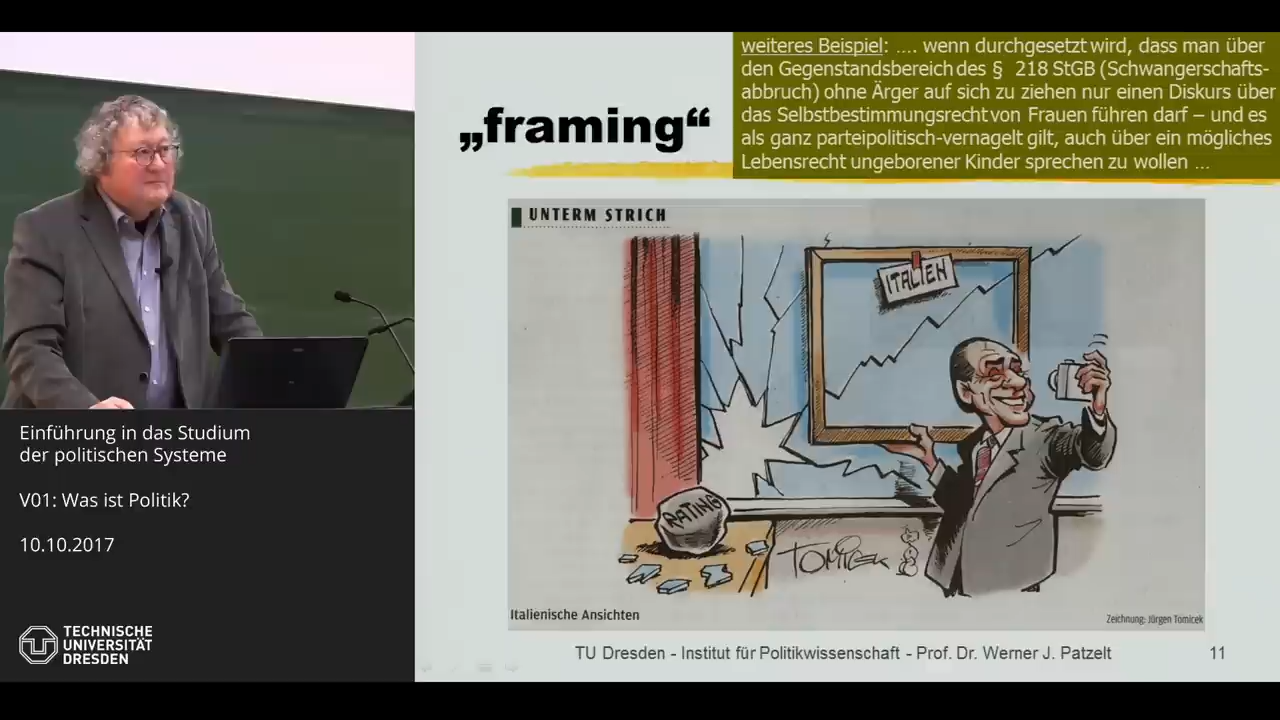 weiteres Beispiel: .... wenn durchgesetzt wird, dass man über
den Gegenstandsbereich des § 218 StGB (Schwangerschafts-
abbruch) ohne Ärger auf sich zu ziehen nur einen Diskurs über
das Selbstbestimmungsrecht von Frauen führen darf – und es
als ganz parteipolitisch-vernagelt gilt, auch über ein mögliches
Lebensrecht ungeborener Kinder sprechen zu wollen ...
„framing“
UNTERM STRICH
ITALIEN
RATING
TOMICEK
Italienische Ansichten
Zeichnung: Jürgen Tomicek
TU Dresden - Institut für Politikwissenschaft - Prof. Dr. Werner J. Patzelt
11
Einführung in das Studium
der politischen Systeme
V01: Was ist Politik?
10.10.2017
TECHNISCHE
UNIVERSITÄT
DRESDEN